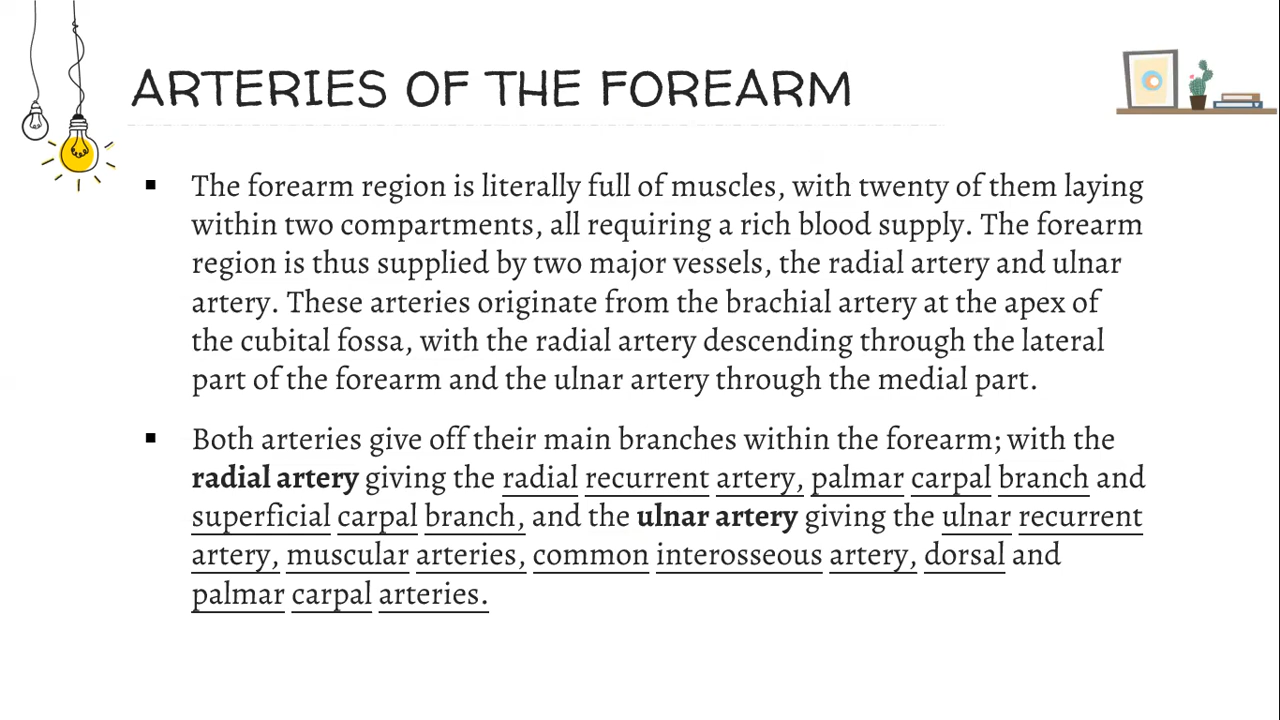 ARTERIES OF THE FOREARM
▪ The forearm region is literally full of muscles, with twenty of them laying
within two compartments, all requiring a rich blood supply. The forearm
region is thus supplied by two major vessels, the radial artery and ulnar
artery. These arteries originate from the brachial artery at the apex of
the cubital fossa, with the radial artery descending through the lateral
part of the forearm and the ulnar artery through the medial part.
▪ Both arteries give off their main branches within the forearm; with the
radial artery giving the radial recurrent artery, palmar carpal branch and
superficial carpal branch, and the ulnar artery giving the ulnar recurrent
artery, muscular arteries, common interosseous artery, dorsal and
palmar carpal arteries.